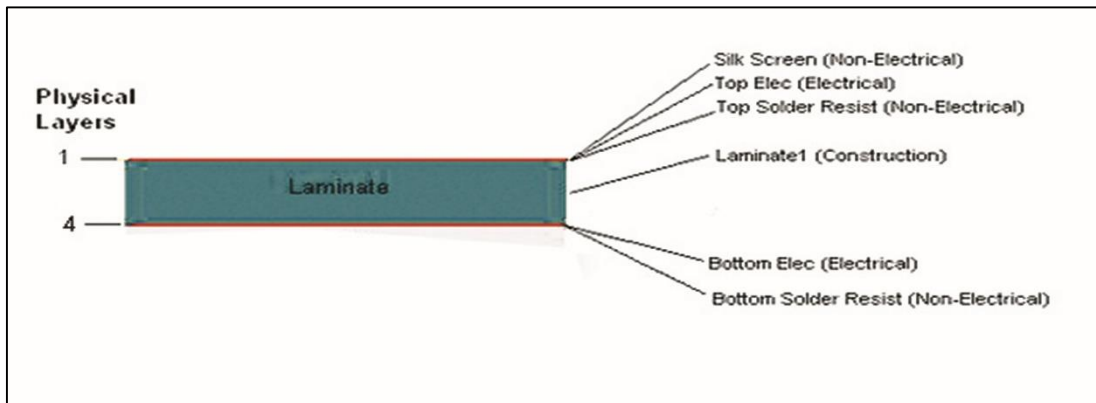 Silk Screen (Non-Electrical)
Top Elec (Electrical)
Physical
Layers
Top Solder Resist (Non-Electrical)
1
Laminate1 (Construction)
Laminate
4
Bottom Elec (Electrical)
Bottom Solder Resist (Non-Electrical)